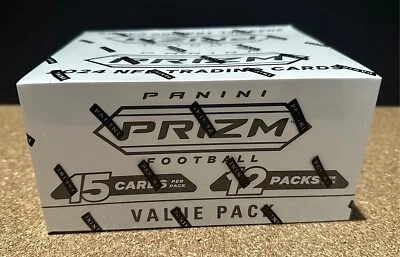 2024 NFL TRADING CARDS
PANINI
PRIZM
FOOTBALL
15 CARDS PER PACK 12 PACKS
VALUE PACK